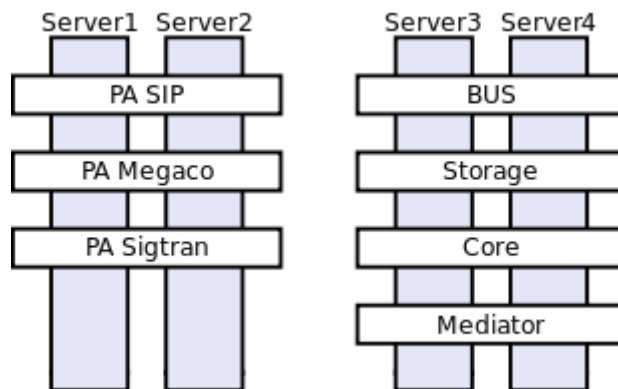 Server1 Server2 Server3 Server4
PA SIP BUS
PA Megaco Storage
PA Sigtran Core
Mediator